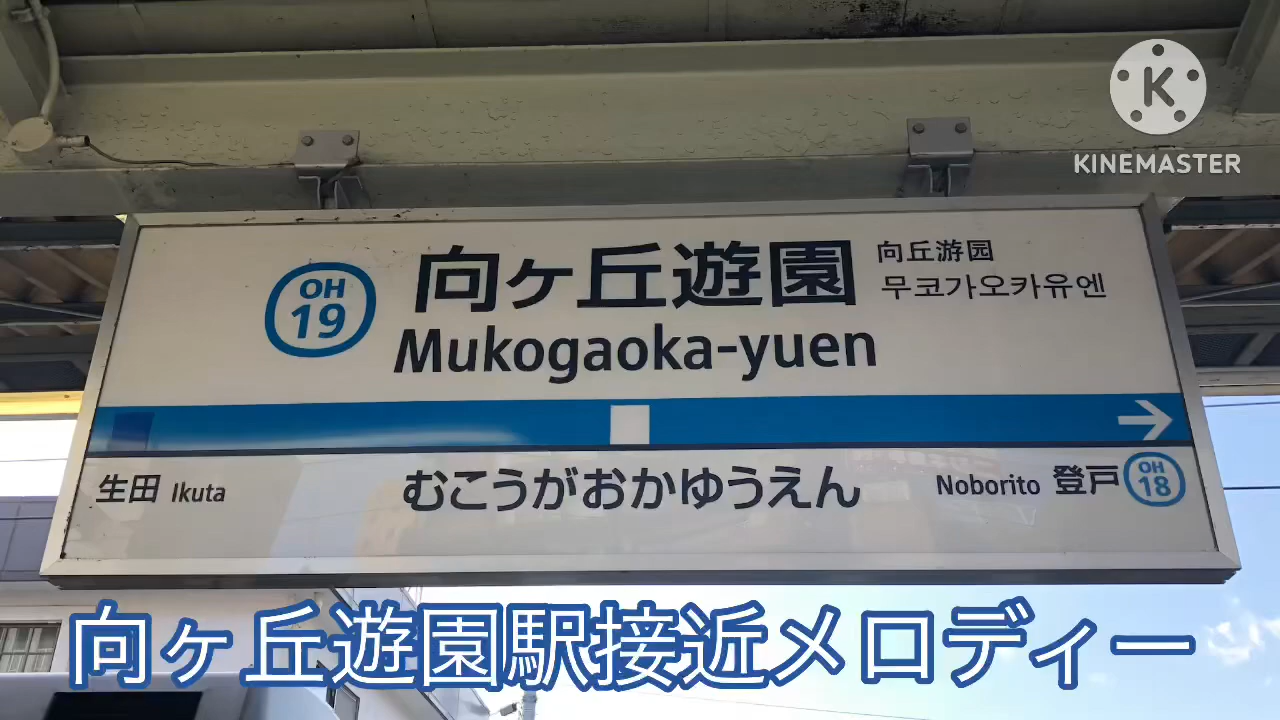 KINEMASTER
OH
19
向ヶ丘遊園
向丘游园
무코가오카유엔
Mukogaoka-yuen
生田 Ikuta
むこうがおかゆうえん
Noborito 登戸 OH 18
向ヶ丘遊園駅接近メロディー